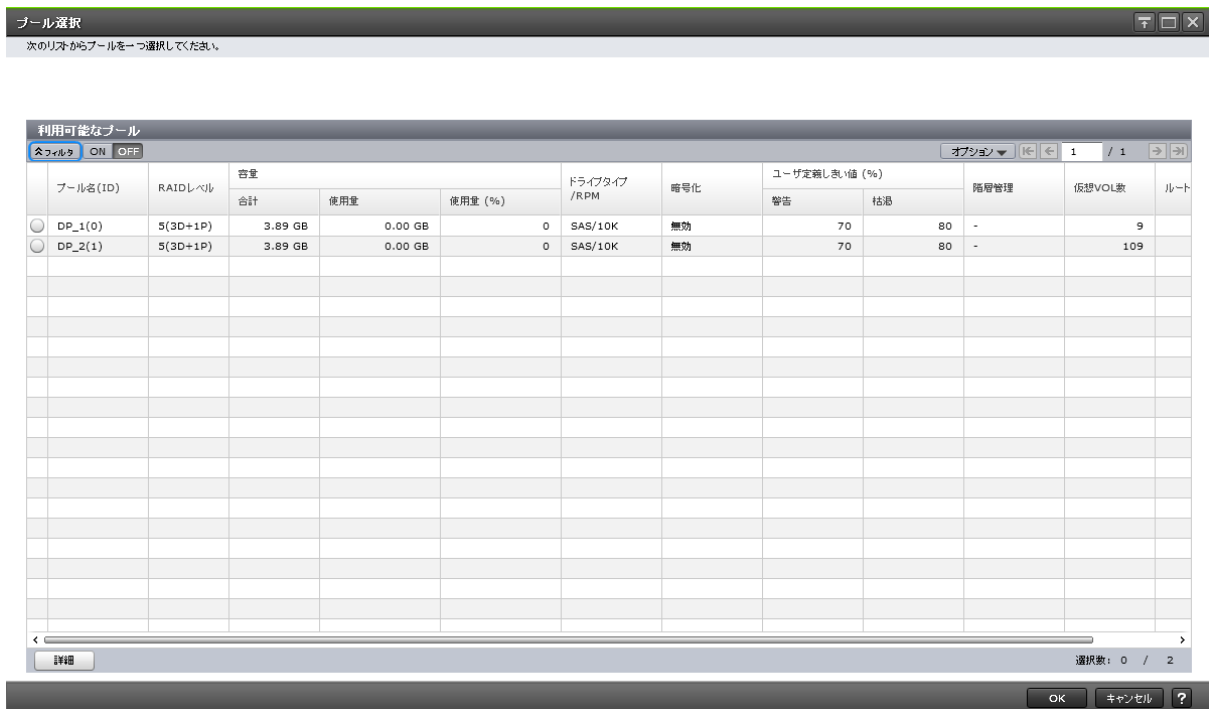 プール選択
次のリストからプールを一つ選択してください。
利用可能なプール
フィルタ ON OFF オプション 1 / 1
プール名(ID) RAIDレベル 容量 ドライブタイプ/RPM 暗号化 ユーザ定義しきい値 (%) 階層管理 仮想VOL数 ルート
合計 使用量 使用量 (%) 警告 枯渇
DP_1(0) 5(3D+1P) 3.89 GB 0.00 GB 0 SAS/10K 無効 70 80 - 9
DP_2(1) 5(3D+1P) 3.89 GB 0.00 GB 0 SAS/10K 無効 70 80 - 109
詳細 選択数: 0 / 2
OK キャンセル ?